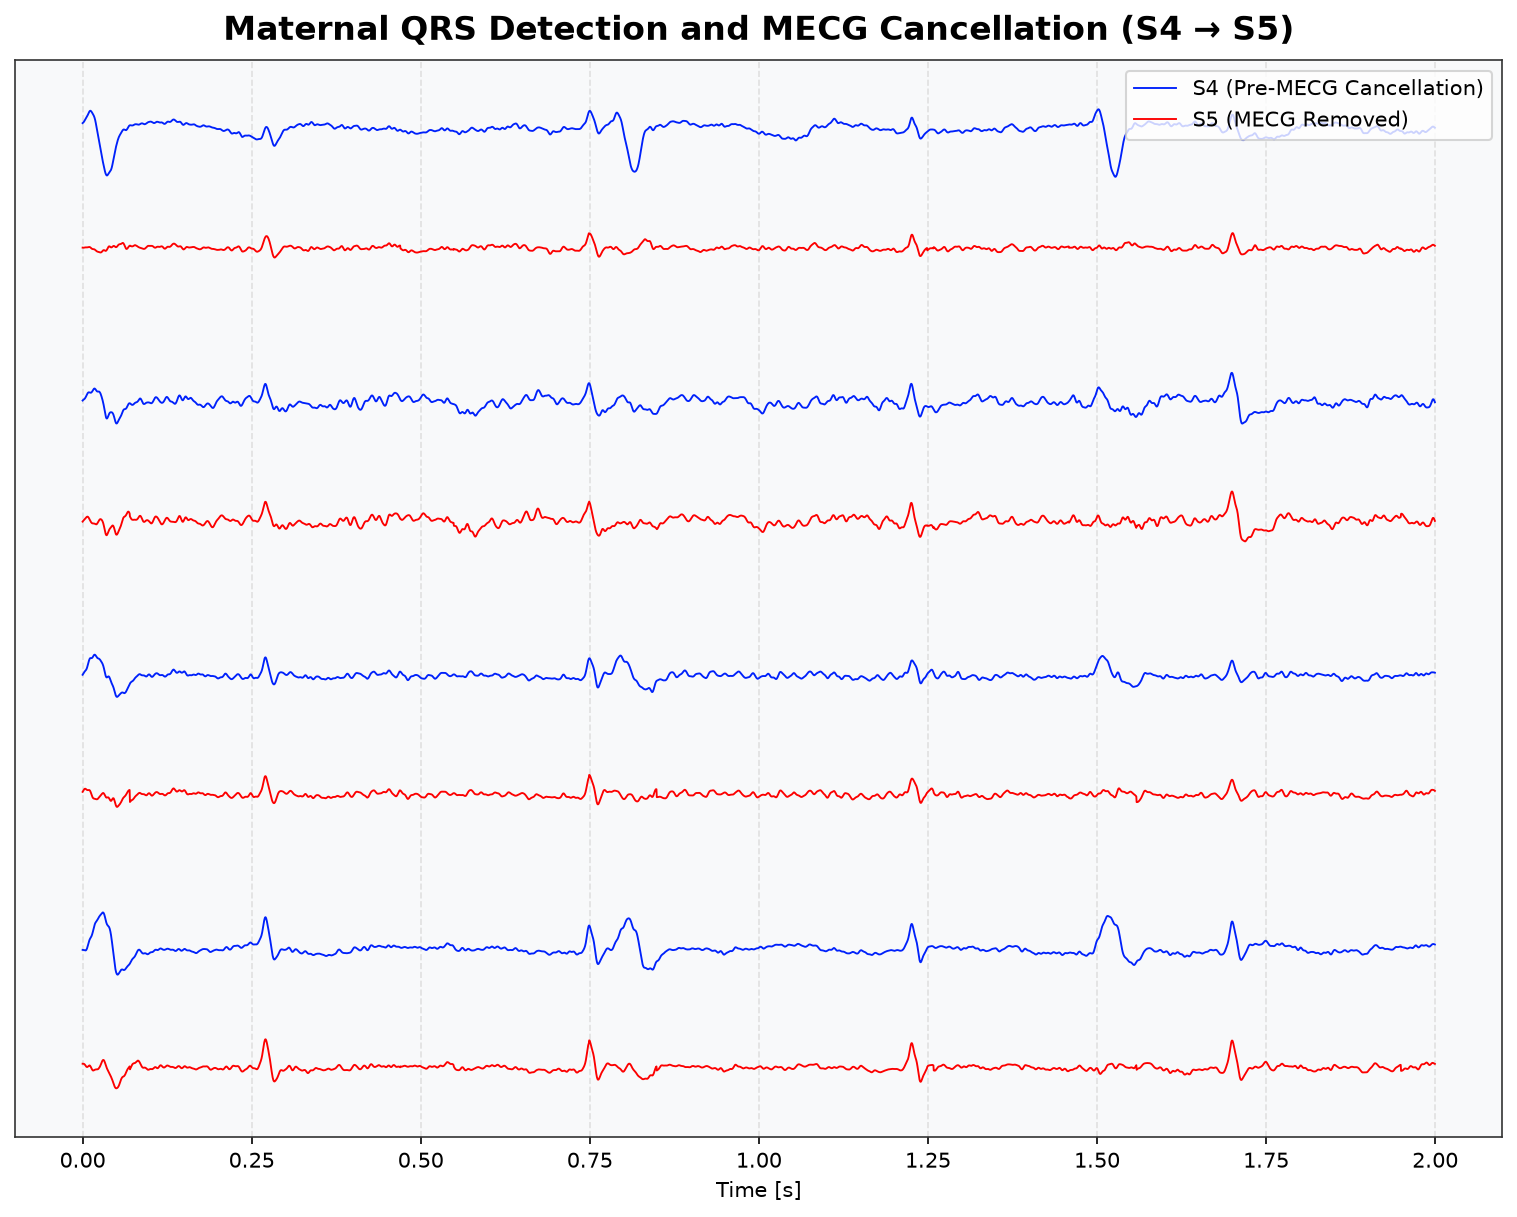 Maternal QRS Detection and MECG Cancellation (S4 → S5)
S4 (Pre-MECG Cancellation)
S5 (MECG Removed)
0.00 0.25 0.50 0.75 1.00 1.25 1.50 1.75 2.00
Time [s]